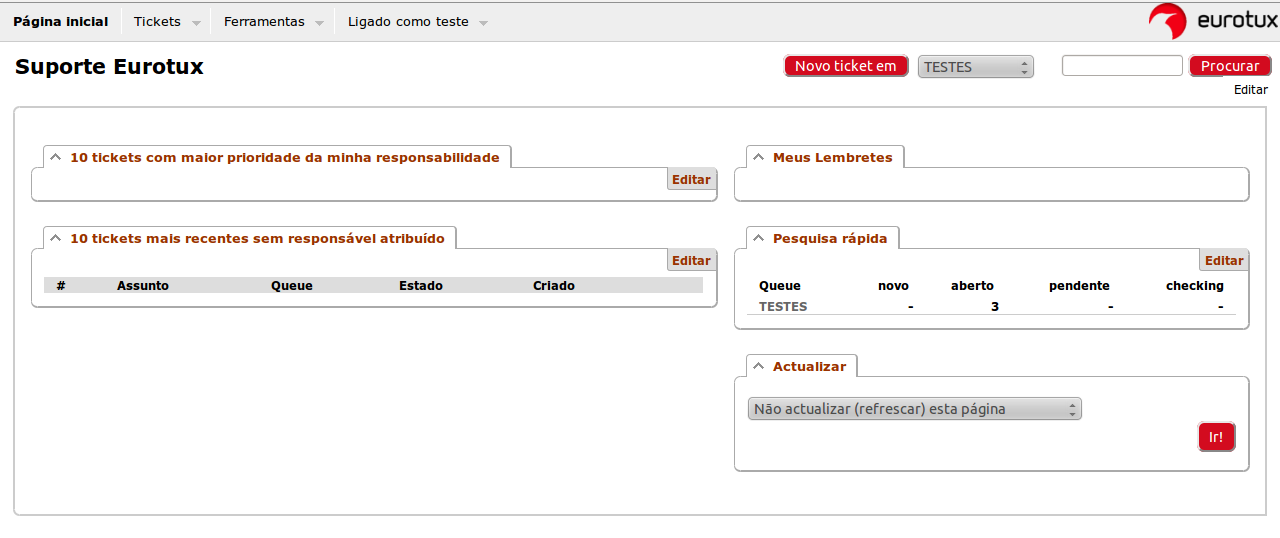 Página inicial Tickets Ferramentas Ligado como teste eurotux
Suporte Eurotux Novo ticket em TESTES Procurar
Editar
10 tickets com maior prioridade da minha responsabilidade
Editar
10 tickets mais recentes sem responsável atribuído
Editar
# Assunto Queue Estado Criado
Meus Lembretes
Pesquisa rápida
Editar
Queue novo aberto pendente checking
TESTES - 3 - -
Actualizar
Não actualizar (refrescar) esta página
Ir!